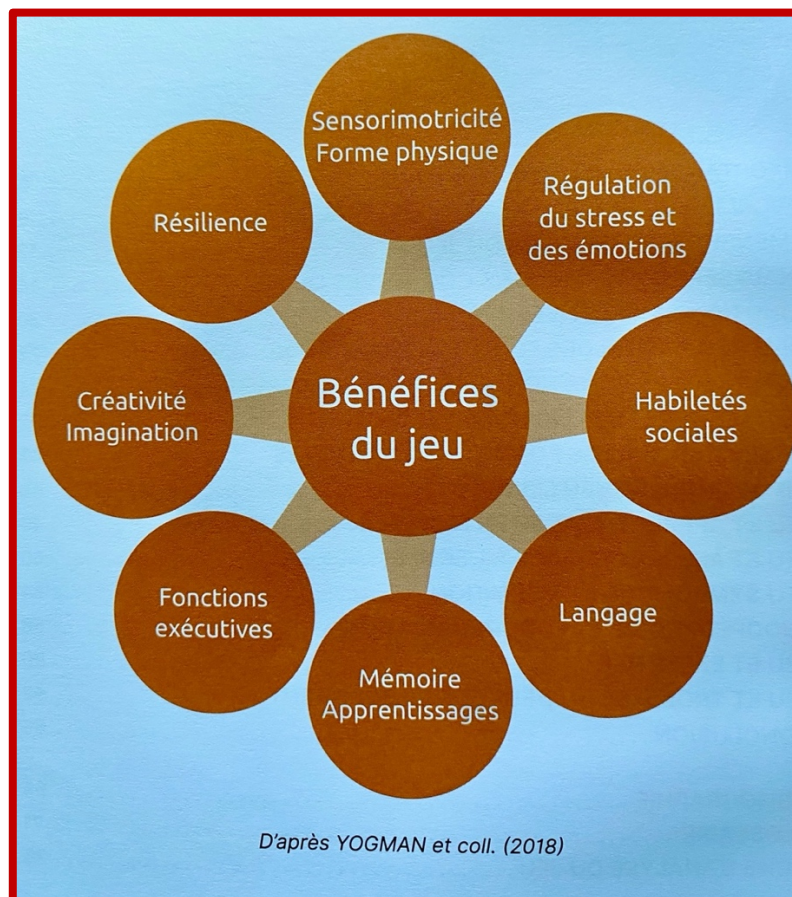 Sensorimotricité
Forme physique
Régulation
du stress et
des émotions
Habiletés
sociales
Langage
Mémoire
Apprentissages
Fonctions
exécutives
Créativité
Imagination
Résilience
Bénéfices
du jeu
D'après YOGMAN et coll. (2018)